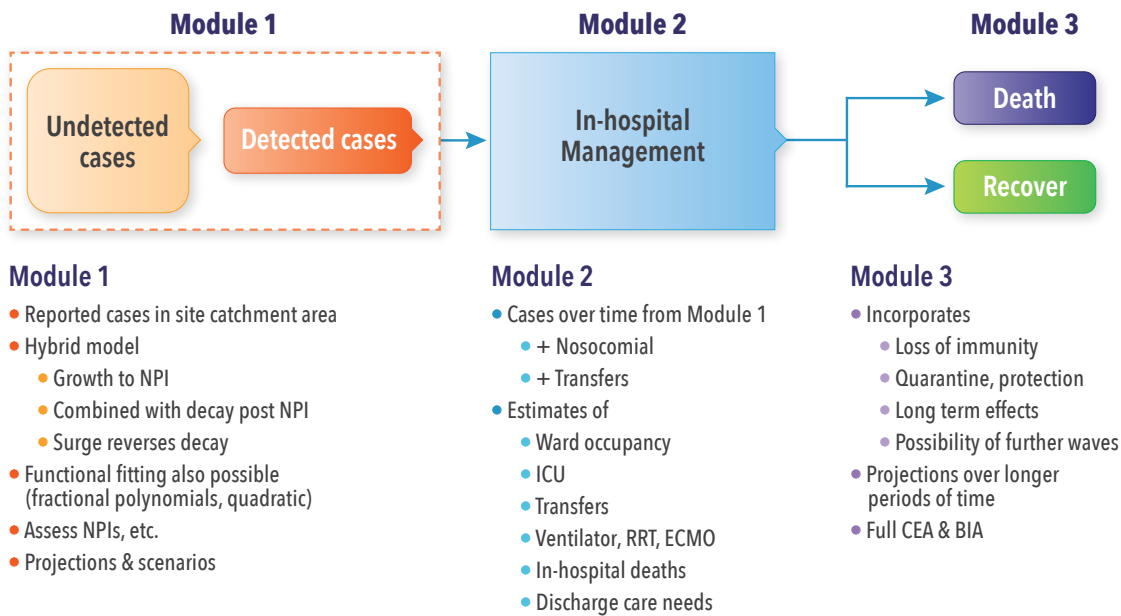 Module 1
Module 2
Module 3
Undetected
cases
Detected cases
In-hospital
Management
Death
Recover
Module 1
• Reported cases in site catchment area
• Hybrid model
• Growth to NPI
• Combined with decay post NPI
• Surge reverses decay
• Functional fitting also possible
(fractional polynomials, quadratic)
• Assess NPIs, etc.
• Projections & scenarios
Module 2
• Cases over time from Module 1
• + Nosocomial
• + Transfers
• Estimates of
• Ward occupancy
• ICU
• Transfers
• Ventilator, RRT, ECMO
• In-hospital deaths
• Discharge care needs
Module 3
• Incorporates
• Loss of immunity
• Quarantine, protection
• Long term effects
• Possibility of further waves
• Projections over longer
periods of time
• Full CEA & BIA